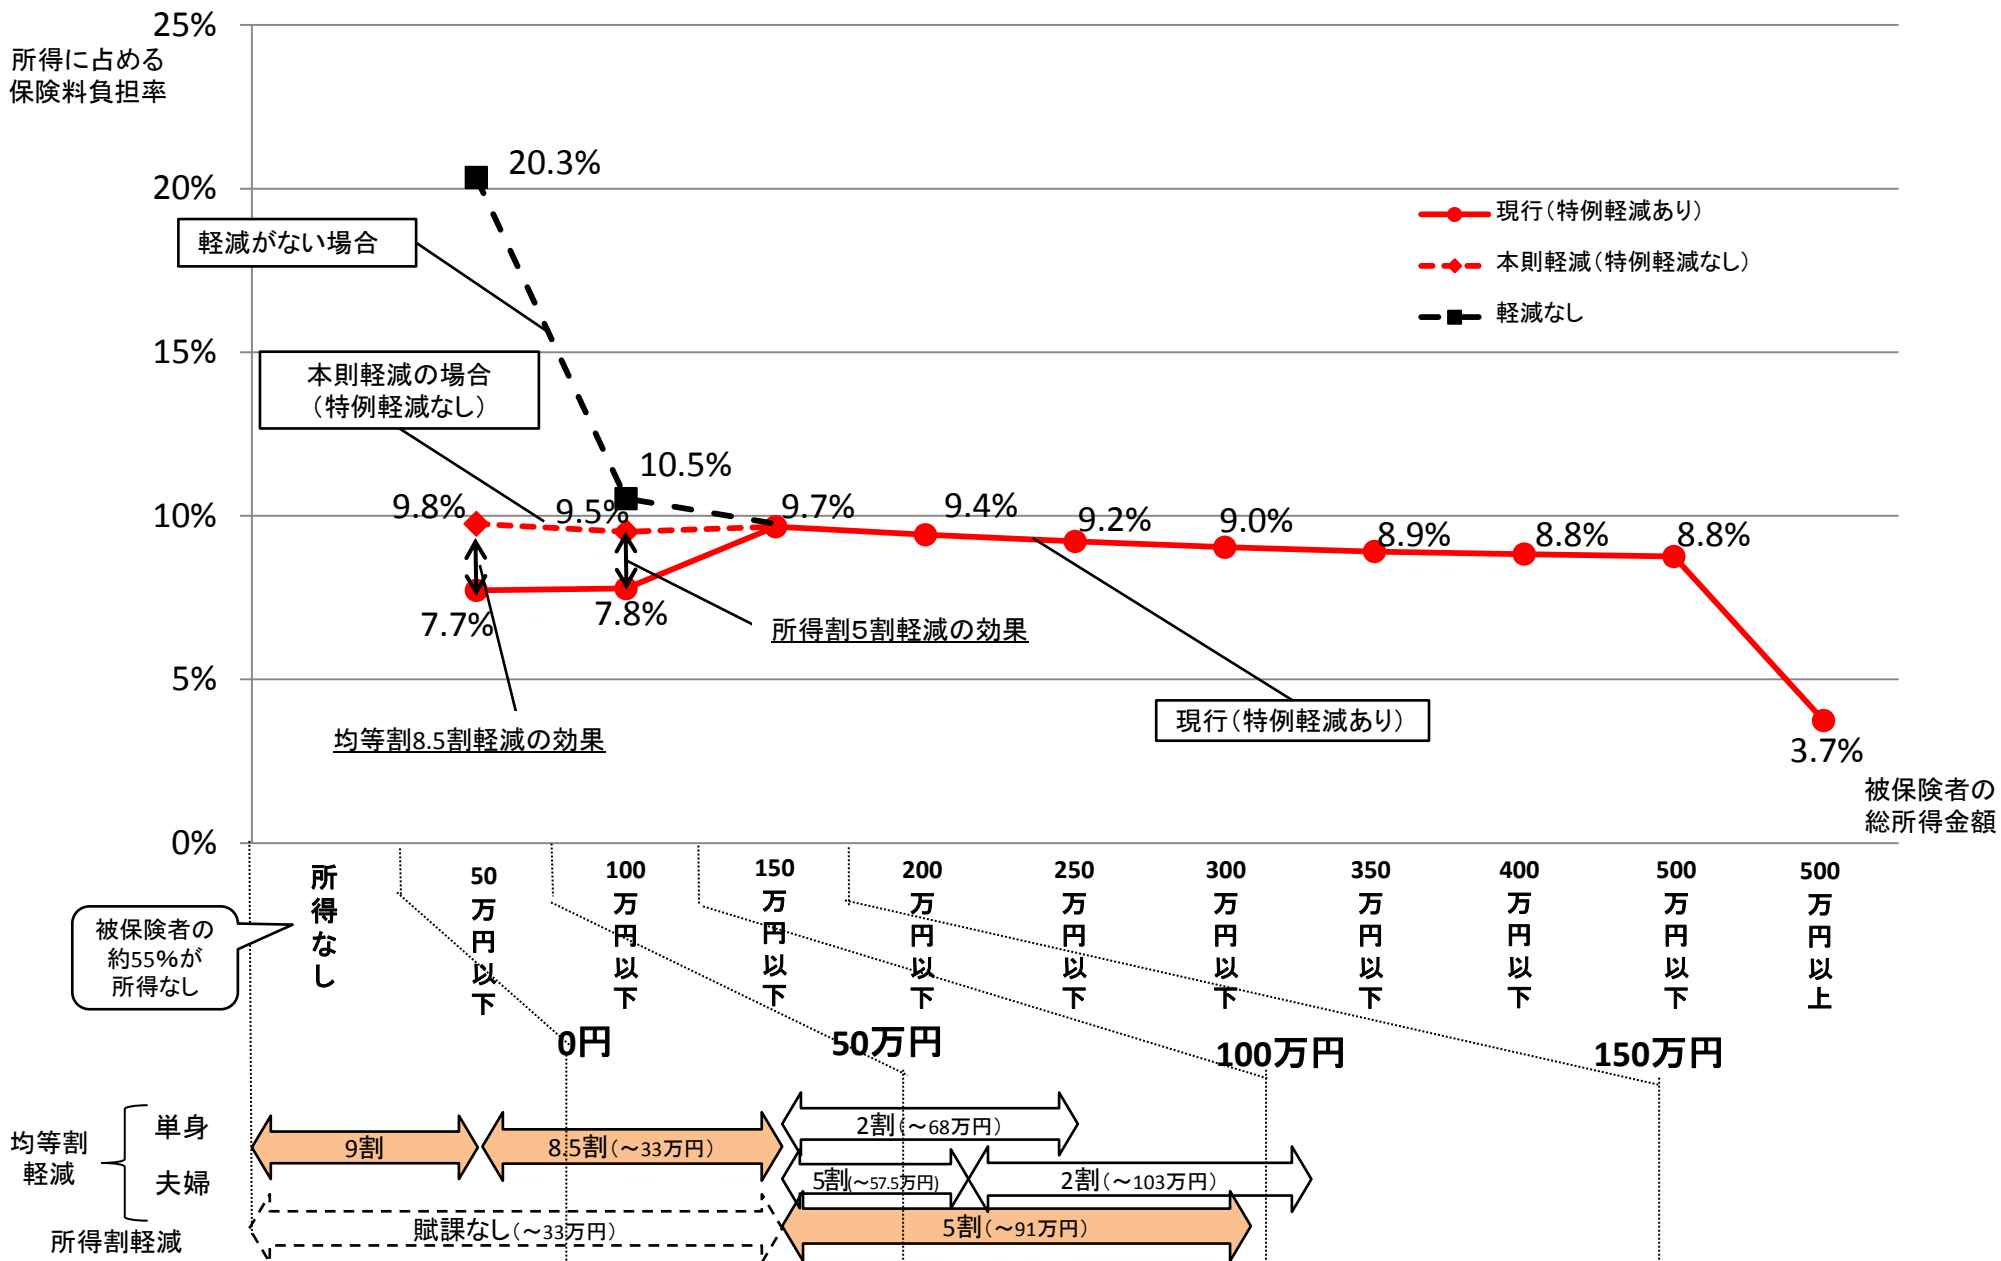 所得に占める
保険料負担率
25%
20%
15%
10%
5%
0%
20.3%
軽減がない場合
本則軽減の場合
（特例軽減なし）
現行（特例軽減あり）
本則軽減（特例軽減なし）
軽減なし
10.5%
9.8%
9.5%
9.7%
9.4%
9.2%
9.0%
8.9%
8.8%
8.8%
7.7%
7.8%
所得割5割軽減の効果
均等割8.5割軽減の効果
現行（特例軽減あり）
3.7%
被保険者の
総所得金額
所得なし
50万円以下
100万円以下
150万円以下
200万円以下
250万円以下
300万円以下
350万円以下
400万円以下
500万円以下
500万円以上
被保険者の
約55%が
所得なし
0円
50万円
100万円
150万円
均等割
軽減
単身
9割
8.5割（～33万円）
2割（～68万円）
夫婦
5割（～57.5万円）
2割（～103万円）
所得割軽減
賦課なし（～33万円）
5割（～91万円）